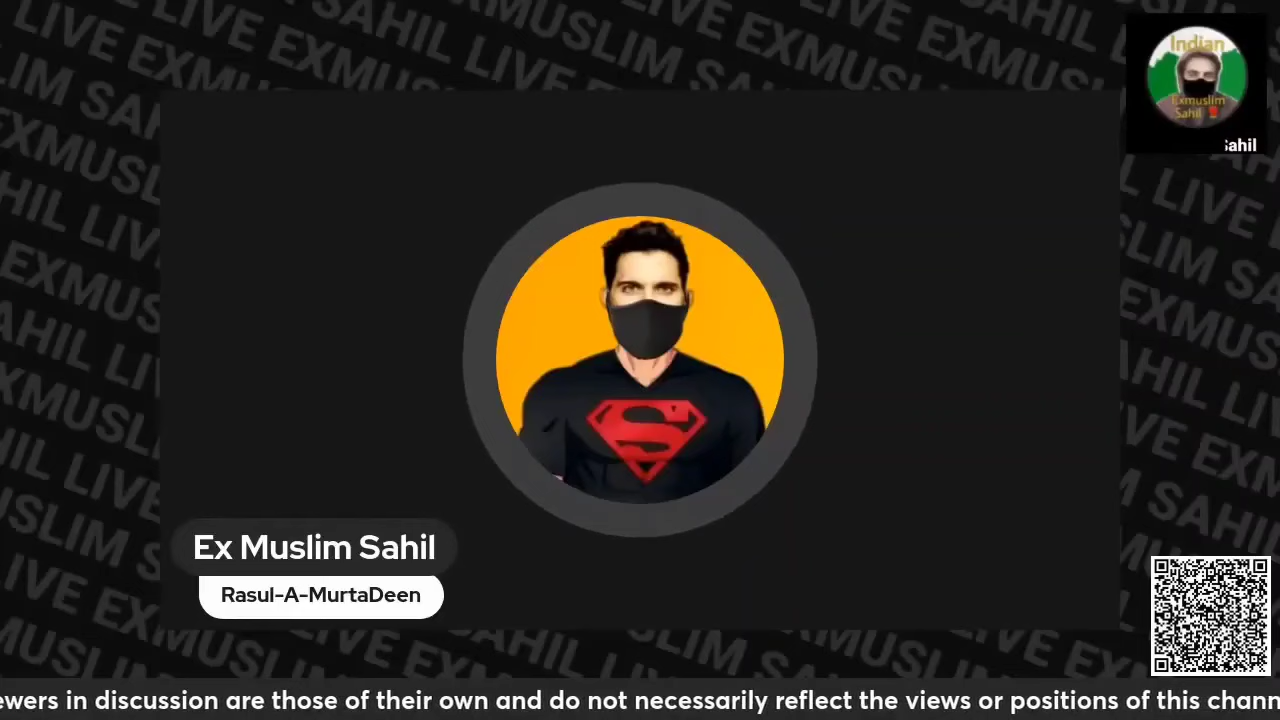 Indian
Exmuslim
Sahil
Sahil
Ex Muslim Sahil
Rasul-A-MurtaDeen
ewers in discussion are those of their own and do not necessarily reflect the views or positions of this chann